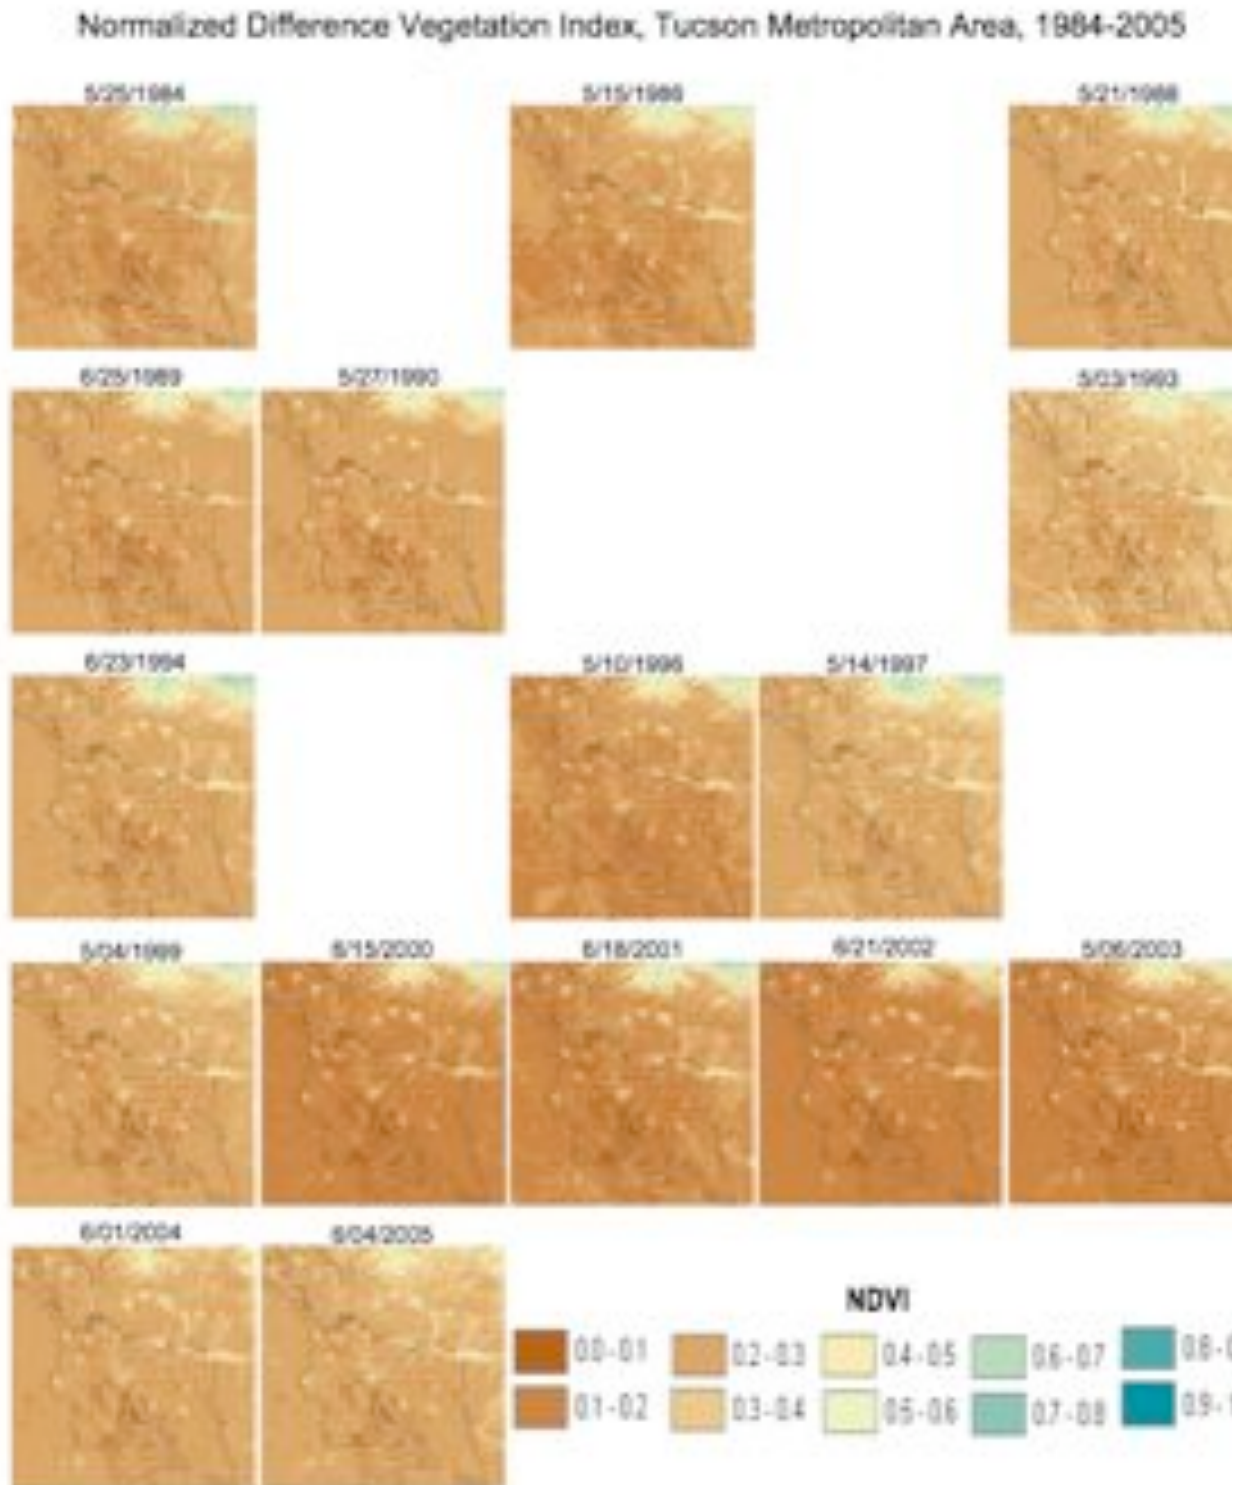 Normalized Difference Vegetation Index, Tucson Metropolitan Area, 1984-2005
5/25/1984
5/15/1986
5/21/1988
6/25/1989
5/27/1990
5/03/1993
6/23/1994
5/10/1996
5/14/1997
5/04/1999
6/15/2000
6/18/2001
6/21/2002
5/06/2003
6/01/2004
6/04/2005
NDVI
0.0 - 0.1
0.2 - 0.3
0.4 - 0.5
0.6 - 0.7
0.8 -
0.1 - 0.2
0.3 - 0.4
0.5 - 0.6
0.7 - 0.8
0.9 -